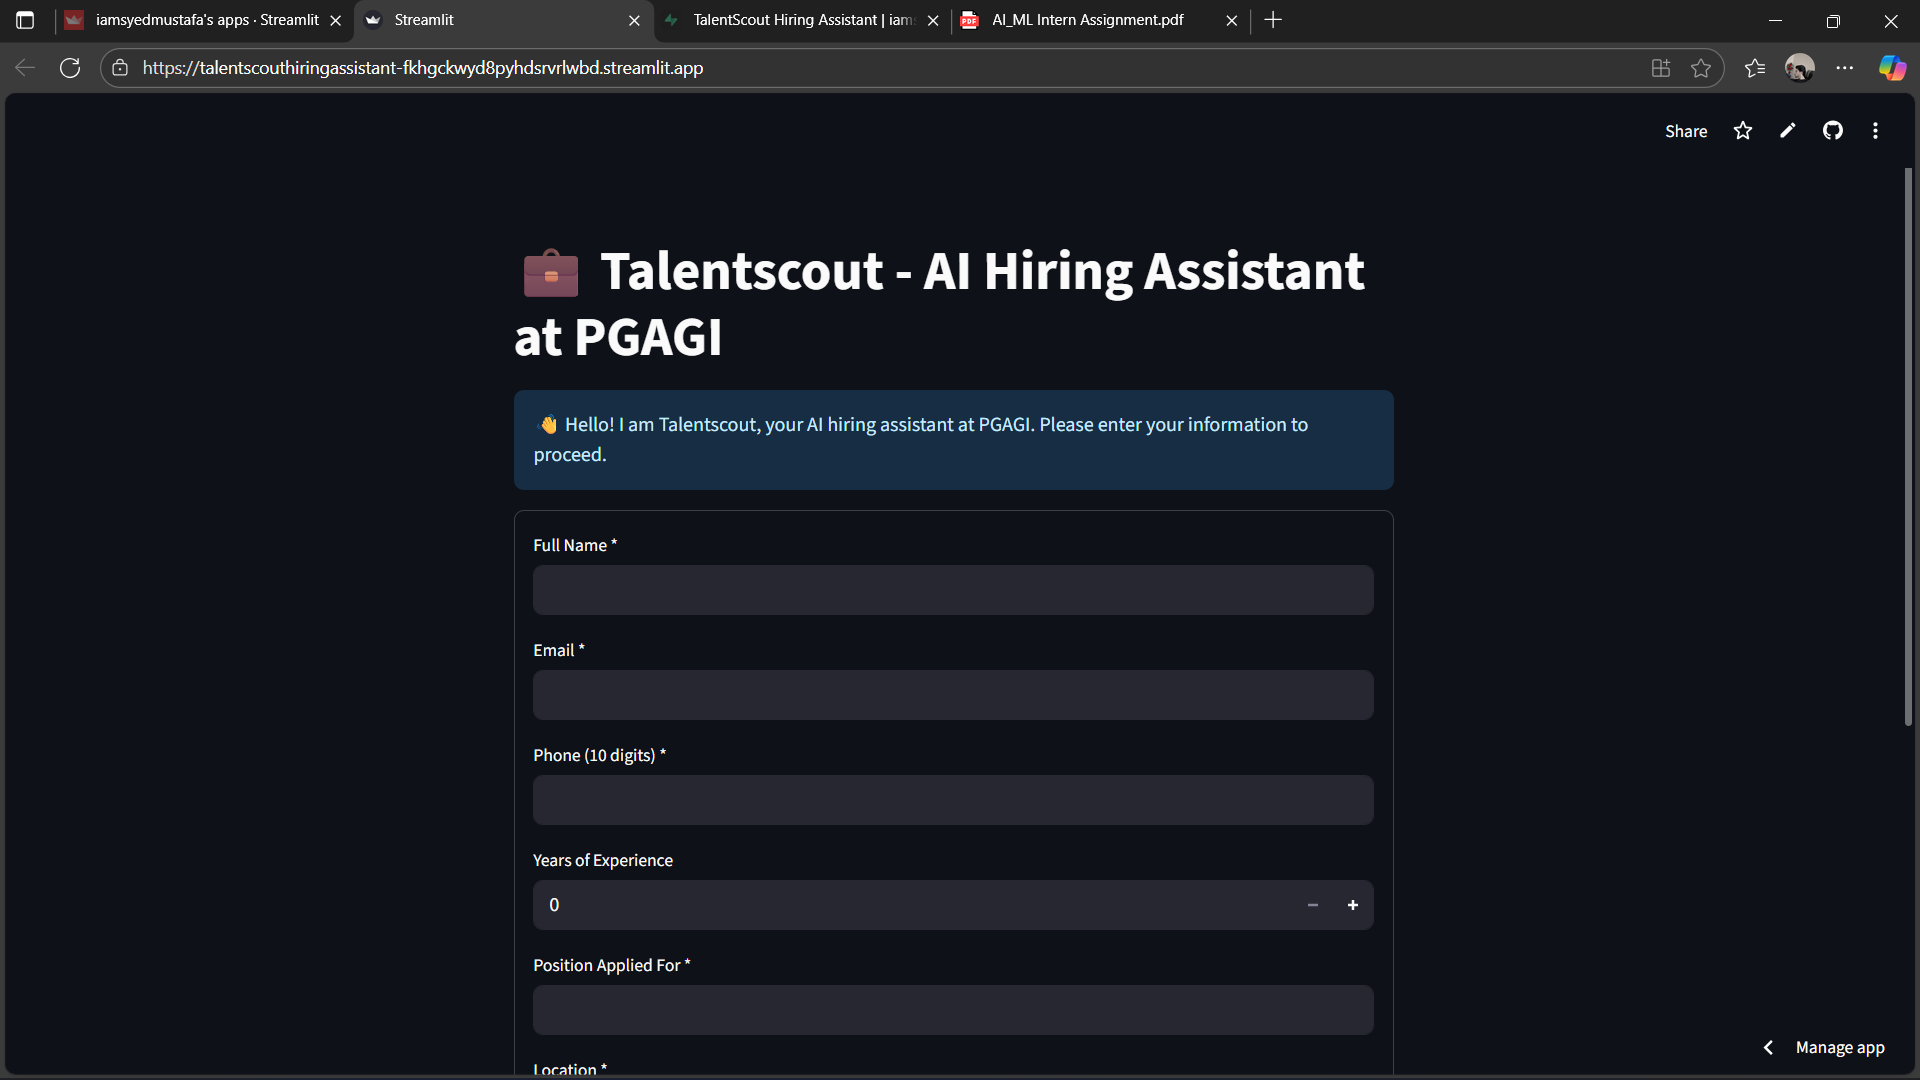 iamsyedmustafa's apps · Streamlit
Streamlit
TalentScout Hiring Assistant | iam
AI_ML Intern Assignment.pdf
https://talentscouthiringassistant-fkhgckwyd8pyhdsrvrlwbd.streamlit.app
Share
Talentscout - AI Hiring Assistant
at PGAGI
👋 Hello! I am Talentscout, your AI hiring assistant at PGAGI. Please enter your information to
proceed.
Full Name *
Email *
Phone (10 digits) *
Years of Experience
0
Position Applied For *
Location *
Manage app